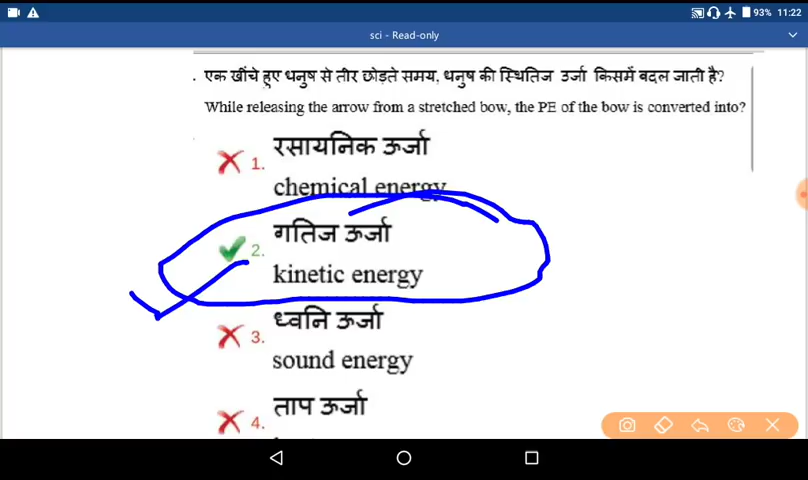 93% 11:22
sci - Read-only
. एक खींचे हुए धनुष से तीर छोड़ते समय, धनुष की स्थितिज ऊर्जा किसमें बदल जाती है?
While releasing the arrow from a stretched bow, the PE of the bow is converted into?
1. रसायनिक ऊर्जा
chemical energy
2. गतिज ऊर्जा
kinetic energy
3. ध्वनि ऊर्जा
sound energy
4. ताप ऊर्जा